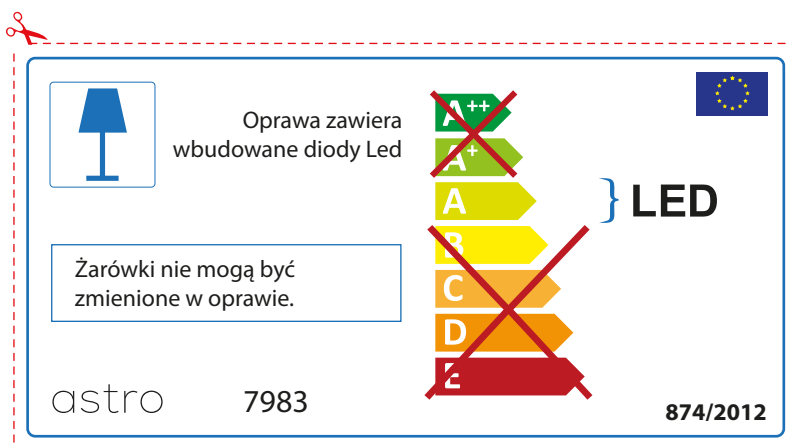 Oprawa zawiera
wbudowane diody Led
A++
A+
A
B
C
D
E
LED
Żarówki nie mogą być
zmienione w oprawie.
astro
7983
874/2012